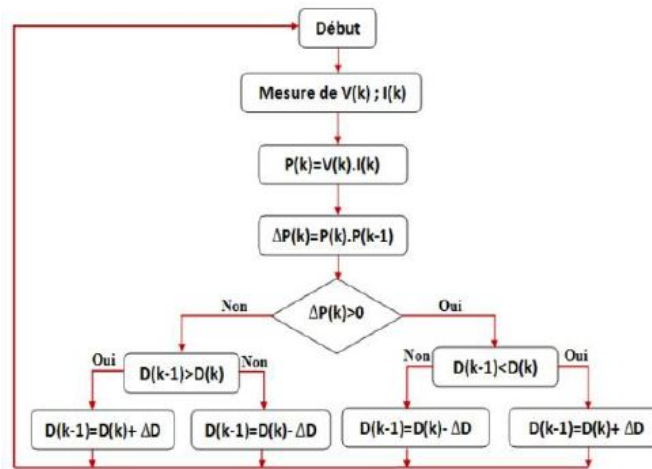 Début
Mesure de V(k) ; I(k)
P(k)=V(k).I(k)
ΔP(k)=P(k).P(k-1)
Non
ΔP(k)>0
Oui
Oui
D(k-1)>D(k)
Non
Non
D(k-1)<D(k)
Oui
D(k-1)=D(k)+ ΔD
D(k-1)=D(k)- ΔD
D(k-1)=D(k)- ΔD
D(k-1)=D(k)+ ΔD